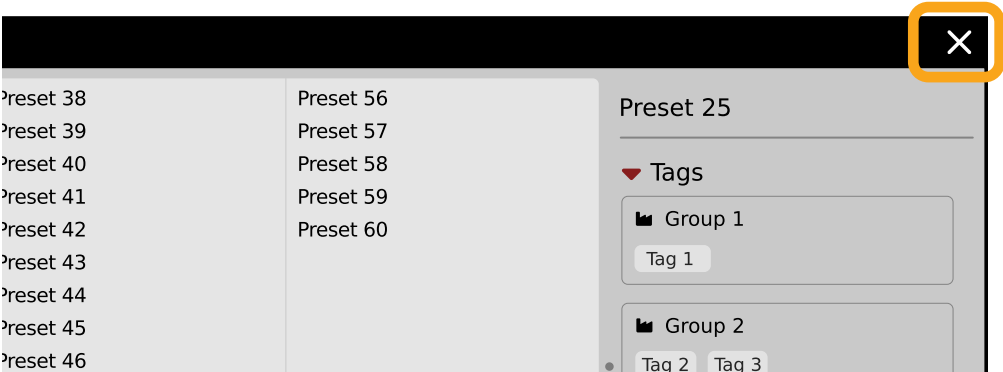 Preset 38
Preset 39
Preset 40
Preset 41
Preset 42
Preset 43
Preset 44
Preset 45
Preset 46
Preset 56
Preset 57
Preset 58
Preset 59
Preset 60
Preset 25
Tags
Group 1
Tag 1
Group 2
Tag 2 Tag 3